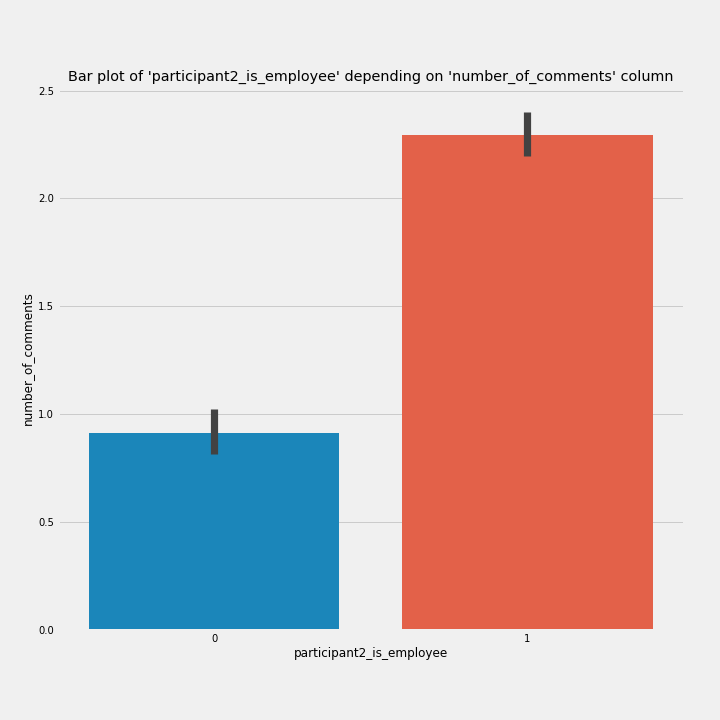 Bar plot of 'participant2_is_employee' depending on 'number_of_comments' column
2.5
2.0
1.5
1.0
0.5
0.0
number_of_comments
0 1
participant2_is_employee